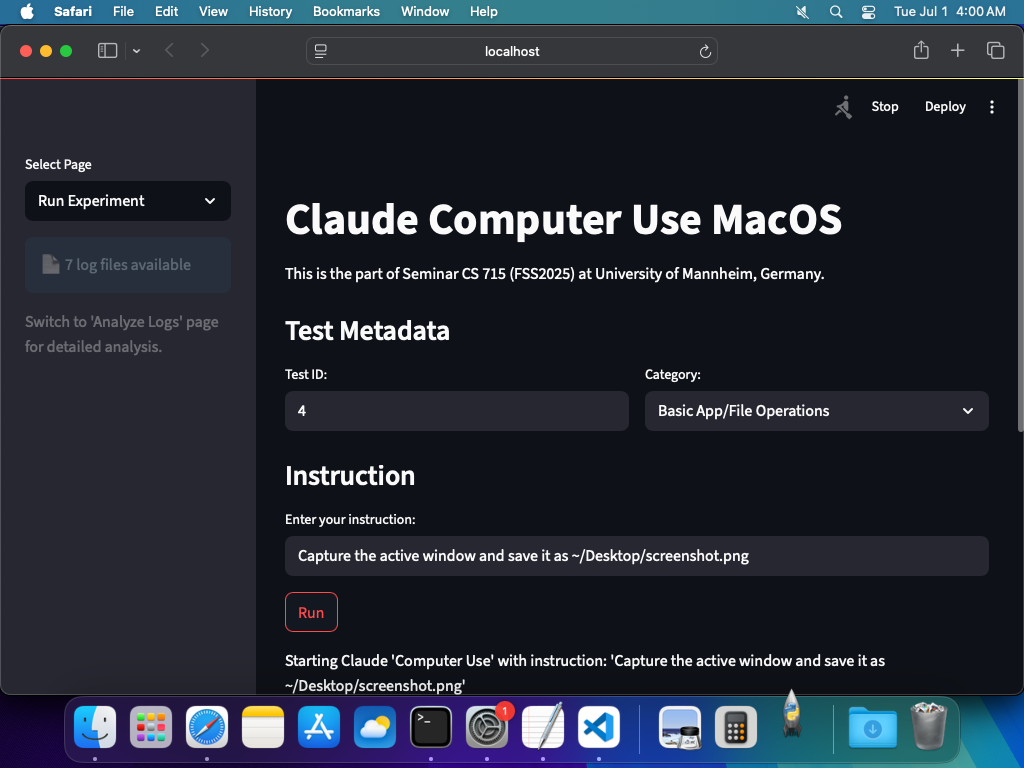 Safari File Edit View History Bookmarks Window Help Tue Jul 1 4:00 AM
localhost
Stop Deploy
Select Page
Run Experiment
7 log files available
Switch to 'Analyze Logs' page
for detailed analysis.
Claude Computer Use MacOS
This is the part of Seminar CS 715 (FSS2025) at University of Mannheim, Germany.
Test Metadata
Test ID: Category:
4 Basic App/File Operations
Instruction
Enter your instruction:
Capture the active window and save it as ~/Desktop/screenshot.png
Run
Starting Claude 'Computer Use' with instruction: 'Capture the active window and save it as
~/Desktop/screenshot.png'
1
>_